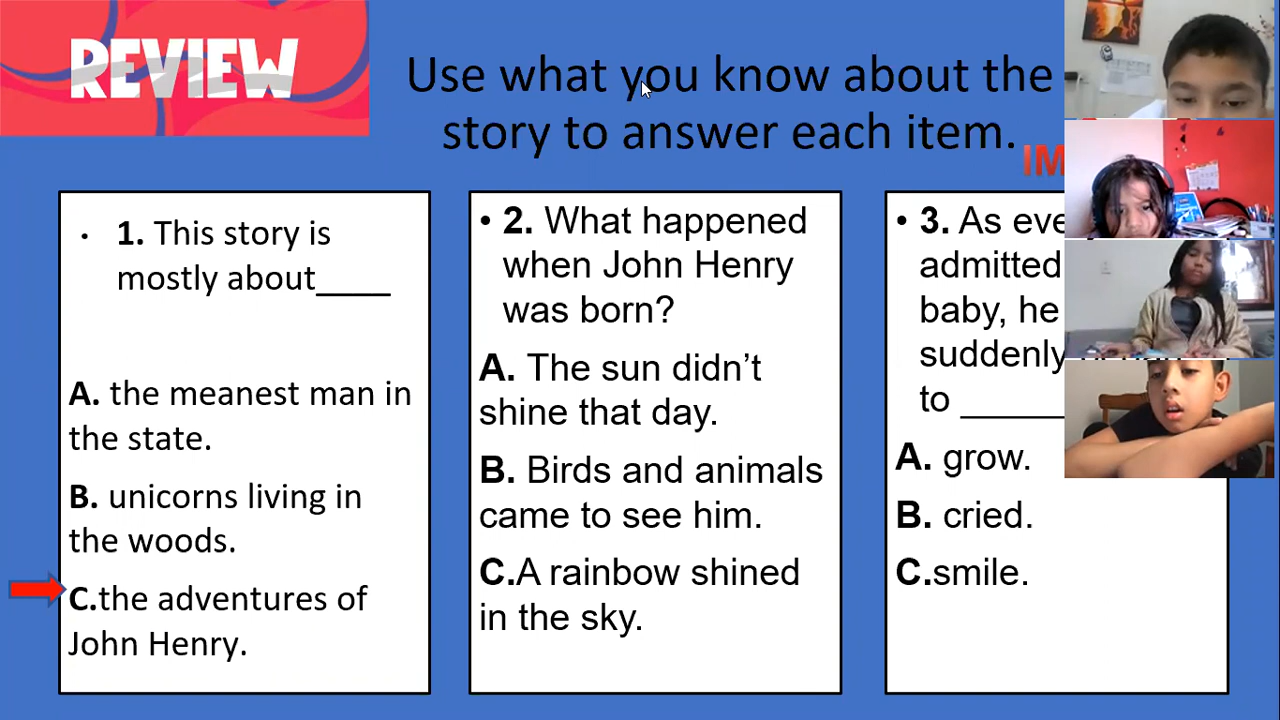 REVIEW
Use what you know about the
story to answer each item.
IM
• 1. This story is
mostly about____
A. the meanest man in
the state.
B. unicorns living in
the woods.
C.the adventures of
John Henry.
• 2. What happened
when John Henry
was born?
A. The sun didn’t
shine that day.
B. Birds and animals
came to see him.
C.A rainbow shined
in the sky.
• 3. As eve
admitted
baby, he
suddenly
to ______
A. grow.
B. cried.
C.smile.